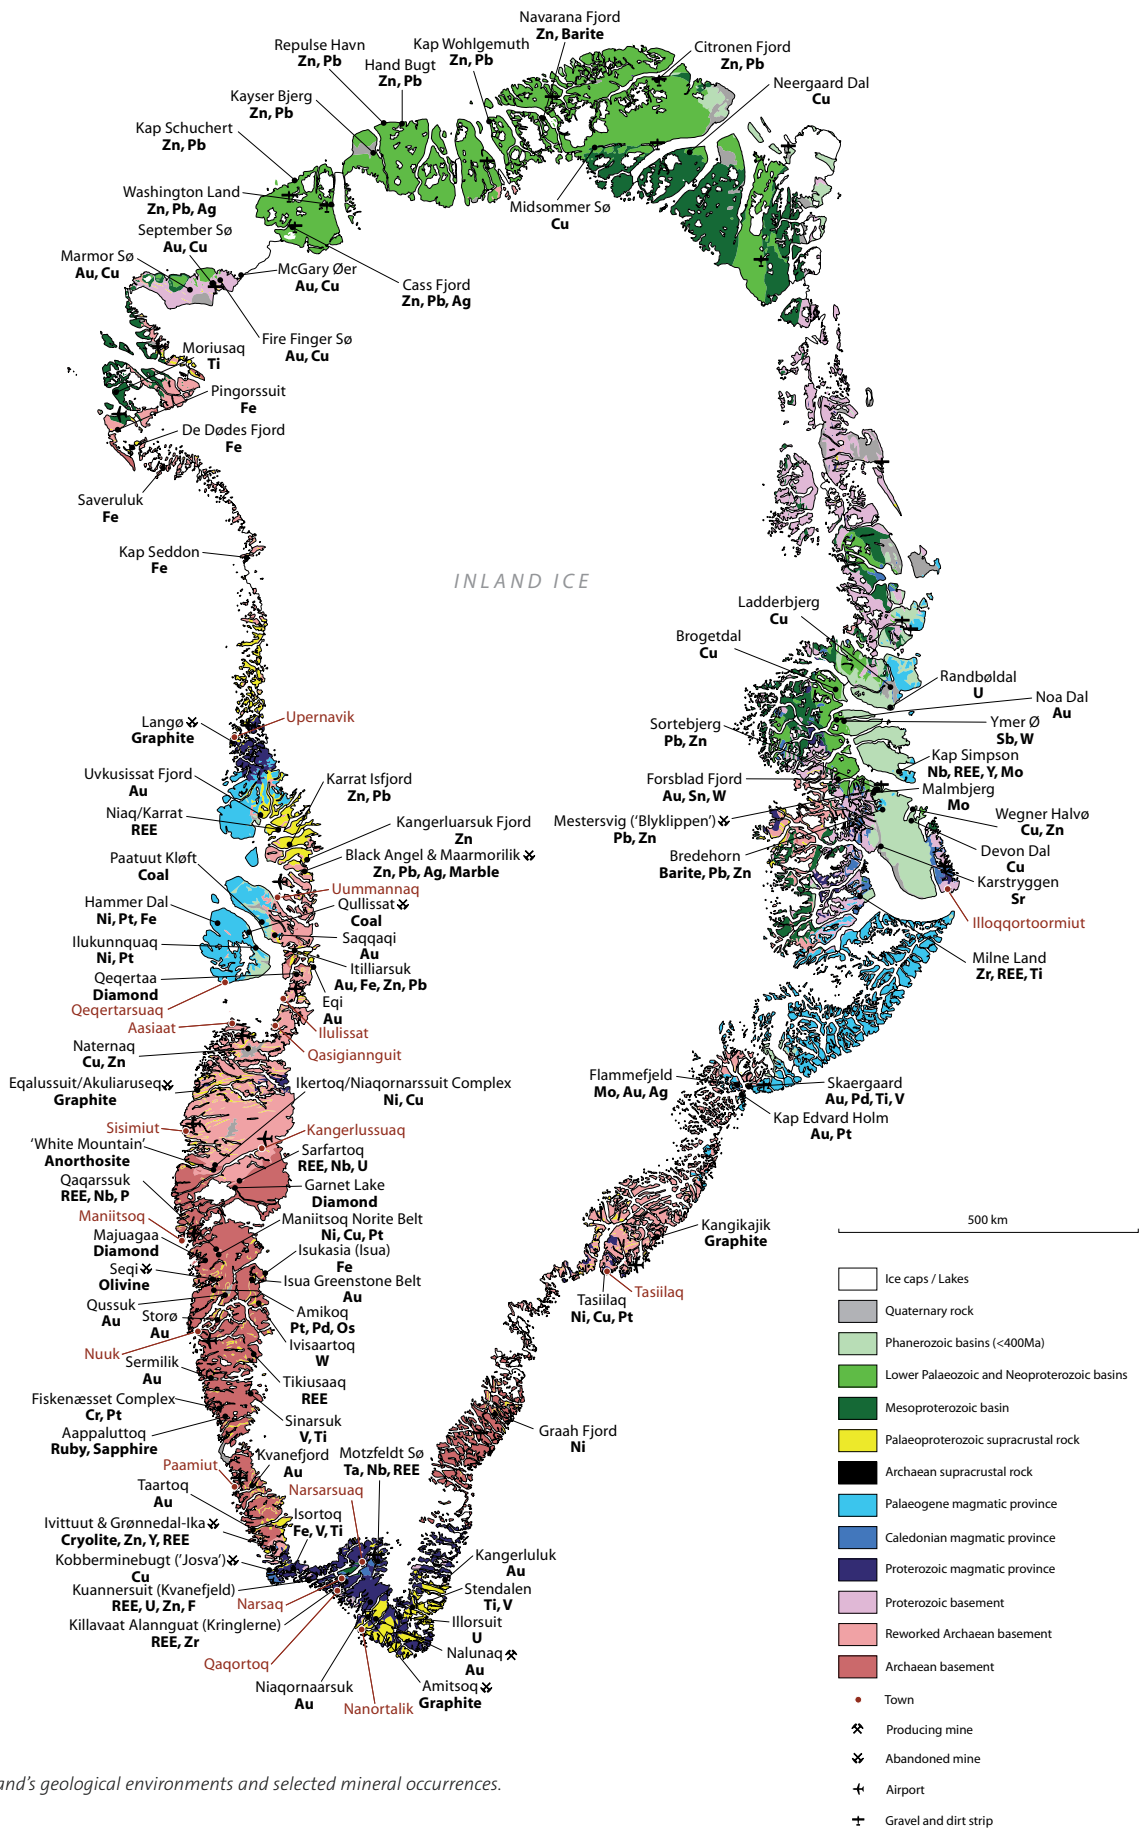 Navarana Fjord
Zn, Barite
Repulse Havn
Zn, Pb
Kap Wohlgemuth
Zn, Pb
Citronen Fjord
Zn, Pb
Hand Bugt
Zn, Pb
Neergaard Dal
Cu
Kayser Bjerg
Zn, Pb
Kap Schuchert
Zn, Pb
Washington Land
Zn, Pb, Ag
Midsommer Sø
Cu
September Sø
Au, Cu
Marmor Sø
Au, Cu
McGary Øer
Au, Cu
Cass Fjord
Zn, Pb, Ag
Fire Finger Sø
Au, Cu
Moriusaq
Ti
Pingorssuit
Fe
De Dødes Fjord
Fe
Saveruluk
Fe
Kap Seddon
Fe
INLAND ICE
Ladderbjerg
Cu
Brogetdal
Cu
Randbøldal
U
Noa Dal
Au
Langø
Graphite
Upernavik
Sortebjerg
Pb, Zn
Ymer Ø
Sb, W
Kap Simpson
Nb, REE, Y, Mo
Uvkusissat Fjord
Au
Karrat Isfjord
Zn, Pb
Forsblad Fjord
Au, Sn, W
Malmbjerg
Mo
Niaq/Karrat
REE
Kangerluarsuk Fjord
Zn
Mestersvig ('Blyklippen')
Pb, Zn
Wegner Halvø
Cu, Zn
Paatuut Kløft
Coal
Black Angel & Maarmorilik
Zn, Pb, Ag, Marble
Bredehorn
Barite, Pb, Zn
Devon Dal
Cu
Karstryggen
Sr
Uummannaq
Hammer Dal
Ni, Pt, Fe
Qullissat
Coal
Illoqqortoormiut
Ilukunnquaq
Ni, Pt
Saqqaqi
Au
Milne Land
Zr, REE, Ti
Itilliarsuk
Au, Fe, Zn, Pb
Qeqertaa
Diamond
Eqi
Au
Qeqertarsuaq
Aasiaat
Ilulissat
Qasigiannguit
Naternaq
Cu, Zn
Eqalussuit/Akuliaruseq
Graphite
Ikertoq/Niaqornarssuit Complex
Ni, Cu
Flammefjeld
Mo, Au, Ag
Skaergaard
Au, Pd, Ti, V
Kap Edvard Holm
Au, Pt
Sisimiut
Kangerlussuaq
'White Mountain'
Anorthosite
Sarfartoq
REE, Nb, U
Qaqarssuk
REE, Nb, P
Garnet Lake
Diamond
Maniitsoq
Maniitsoq Norite Belt
Ni, Cu, Pt
Kangikajik
Graphite
500 km
Majuagaa
Diamond
Isukasia (Isua)
Fe
Seqi
Olivine
Isua Greenstone Belt
Au
Tasiilaq
Tasiilaq
Ni, Cu, Pt
Qussuk
Au
Amikoq
Pt, Pd, Os
Storø
Au
Ivisaartoq
W
Nuuk
Sermilik
Au
Tikiusaaq
REE
Fiskenæsset Complex
Cr, Pt
Sinarsuk
V, Ti
Aappaluttoq
Ruby, Sapphire
Graah Fjord
Ni
Kvanefjord
Au
Motzfeldt Sø
Ta, Nb, REE
Paamiut
Taartoq
Au
Narsarsuaq
Isortoq
Fe, V, Ti
Ivittuut & Grønnedal-Ika
Cryolite, Zn, Y, REE
Kobberminebugt ('Josva')
Cu
Kangerluluk
Au
Kuannersuit (Kvanefjeld)
REE, U, Zn, F
Narsaq
Stendalen
Ti, V
Killavaat Alannguat (Kringlerne)
REE, Zr
Illorsuit
U
Qaqortoq
Nalunaq
Au
Niaqornaarsuk
Au
Amitsoq
Graphite
Nanortalik
Ice caps / Lakes
Quaternary rock
Phanerozoic basins (<400Ma)
Lower Palaeozoic and Neoproterozoic basins
Mesoproterozoic basin
Palaeoproterozoic supracrustal rock
Archaean supracrustal rock
Palaeogene magmatic province
Caledonian magmatic province
Proterozoic magmatic province
Proterozoic basement
Reworked Archaean basement
Archaean basement
Town
Producing mine
Abandoned mine
Airport
Gravel and dirt strip
and's geological environments and selected mineral occurrences.